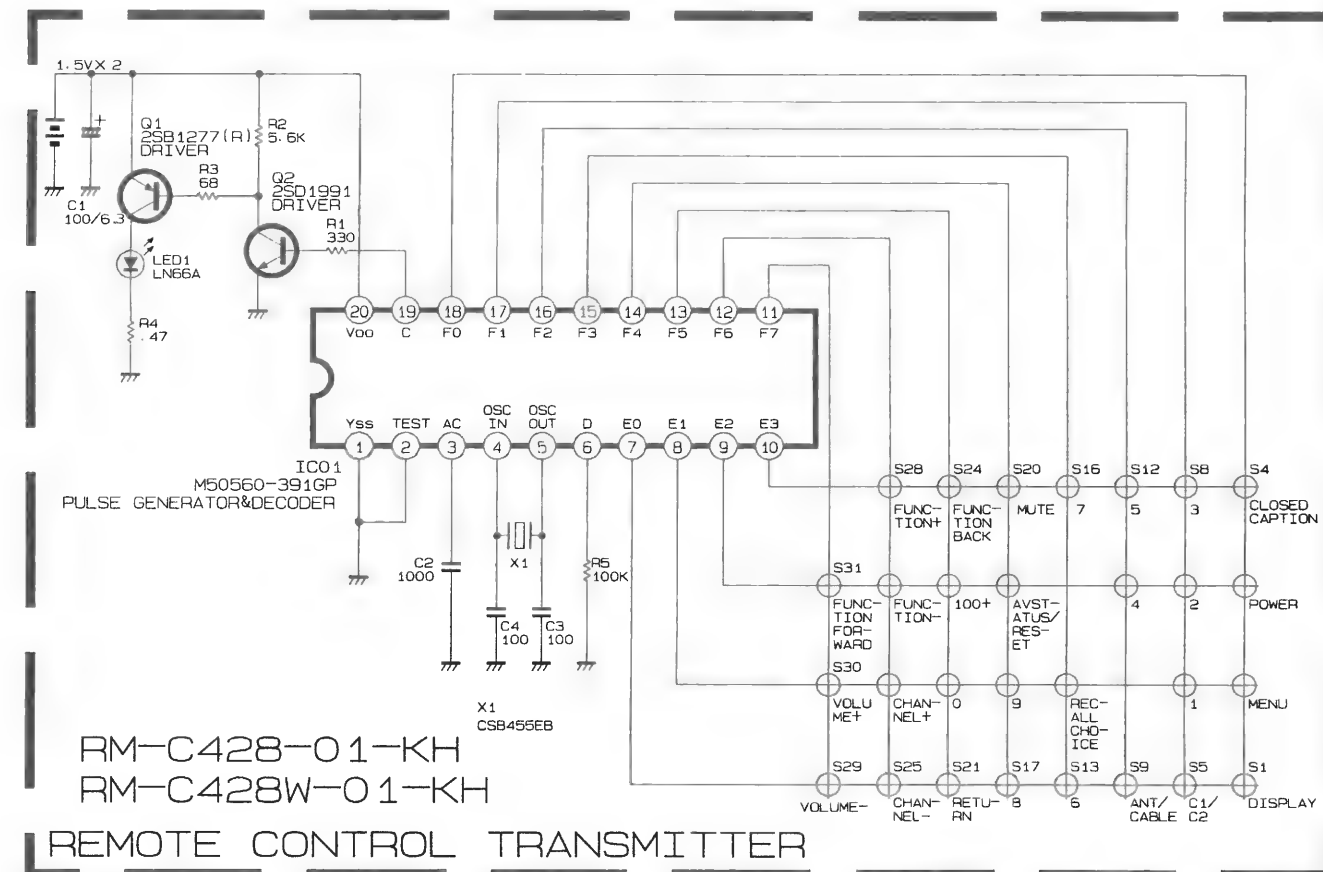 1.5VX 2
Q1
2SB1277(R)
DRIVER
R2
5.6K
R3
68
Q2
2SD1991
DRIVER
C1
100/6.3
R1
330
LED1
LN66A
R4
.47
20 19 18 17 16 15 14 13 12 11
VDD C F0 F1 F2 F3 F4 F5 F6 F7
VSS TEST AC OSC IN OSC OUT D E0 E1 E2 E3
1 2 3 4 5 6 7 8 9 10
IC01
M50560-391GP
PULSE GENERATOR&DECODER
C2
1000
X1
R5
100K
C4
100
C3
100
X1
CSB455EB
S28 S24 S20 S16 S12 S8 S4
FUNC-
TION+
FUNC-
TION
BACK
MUTE
7
5
3
CLOSED
CAPTION
S31
FUNC-
TION
FOR-
WARD
FUNC-
TION-
100+
AVST-
ATUS/
RES-
ET
4
2
POWER
S30
VOLU
ME+
CHAN-
NEL+
0
9
REC-
ALL
CHO-
ICE
1
MENU
S29 S25 S21 S17 S13 S9 S5 S1
VOLUME-
CHAN-
NEL-
RETU-
RN
8
6
ANT/
CABLE
C1/
C2
DISPLAY
RM-C428-01-KH
RM-C428W-01-KH
REMOTE CONTROL TRANSMITTER